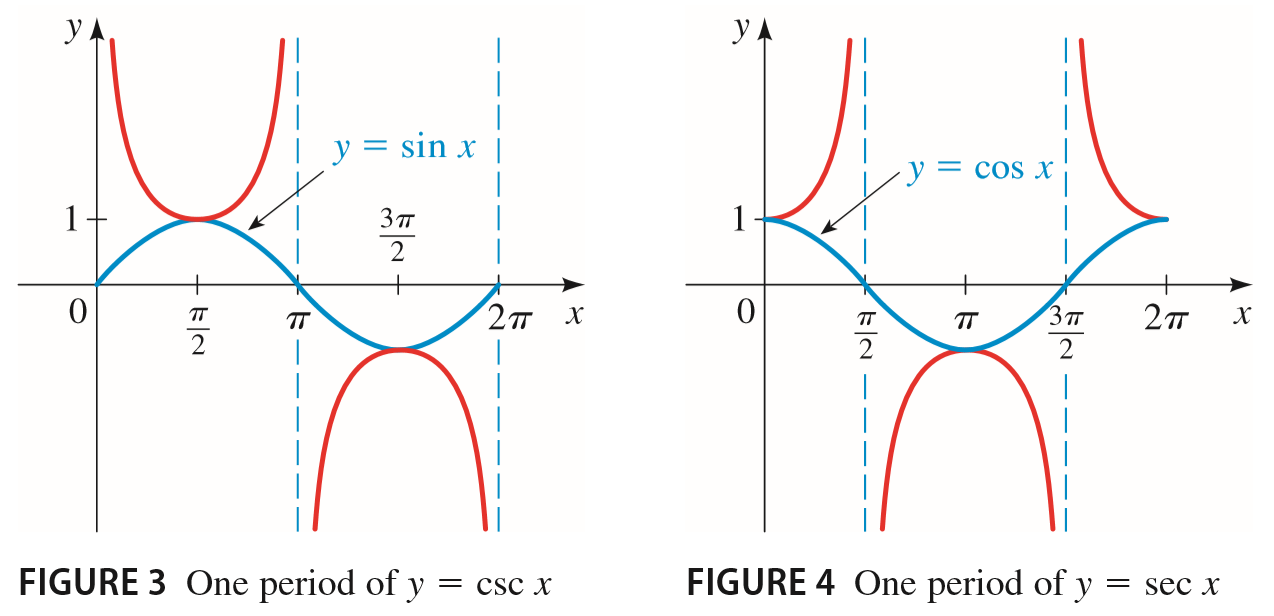 y
y = sin x
1
3π/2
0
π/2
π
2π
x
FIGURE 3 One period of y = csc x
y
y = cos x
1
0
π/2
π
3π/2
2π
x
FIGURE 4 One period of y = sec x